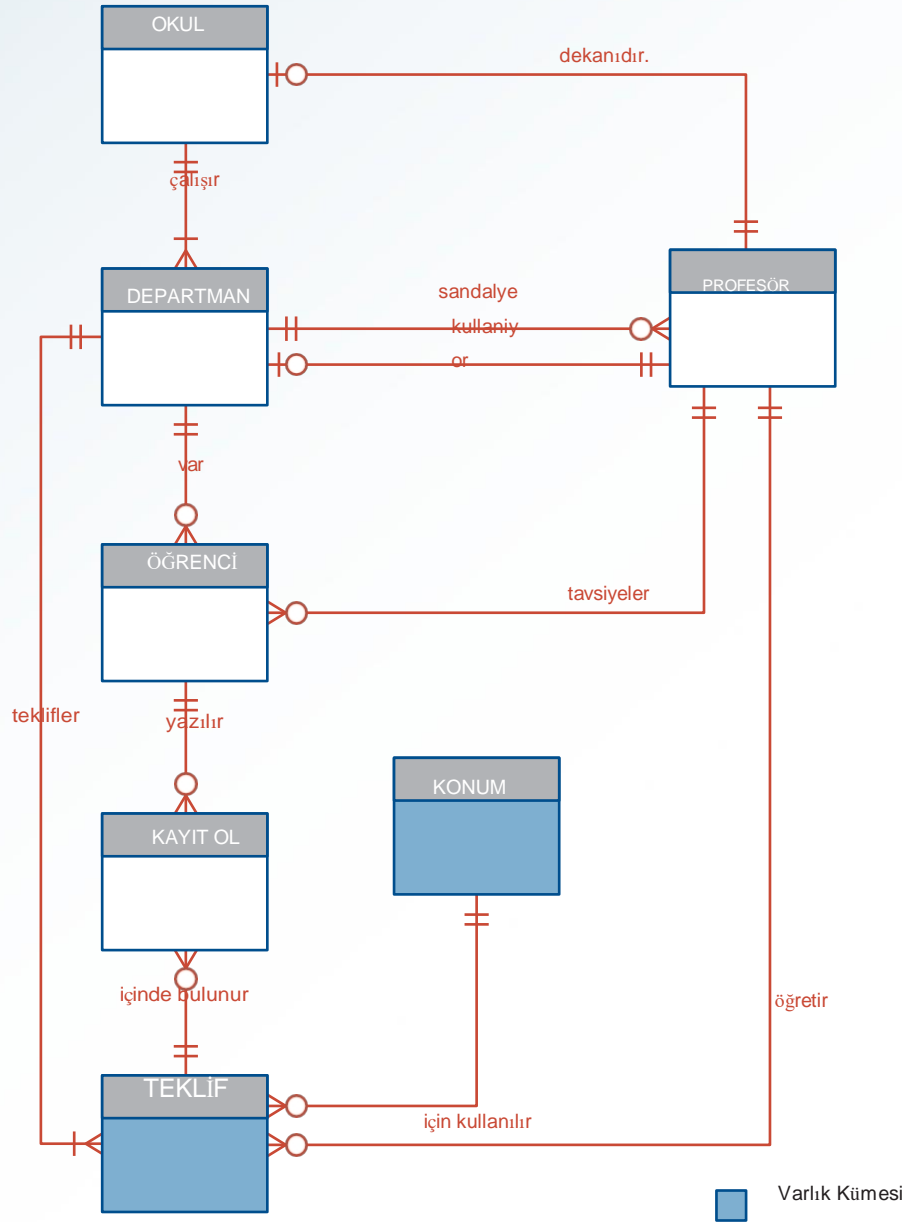 OKUL
dekanıdır.
çalışır
DEPARTMAN
sandalye
kullaniy
or
PROFESÖR
var
ÖĞRENCİ
tavsiyeler
teklifler
yazılır
KONUM
KAYIT OL
içinde bulunur
öğretir
TEKLİF
için kullanılır
Varlık Kümesi